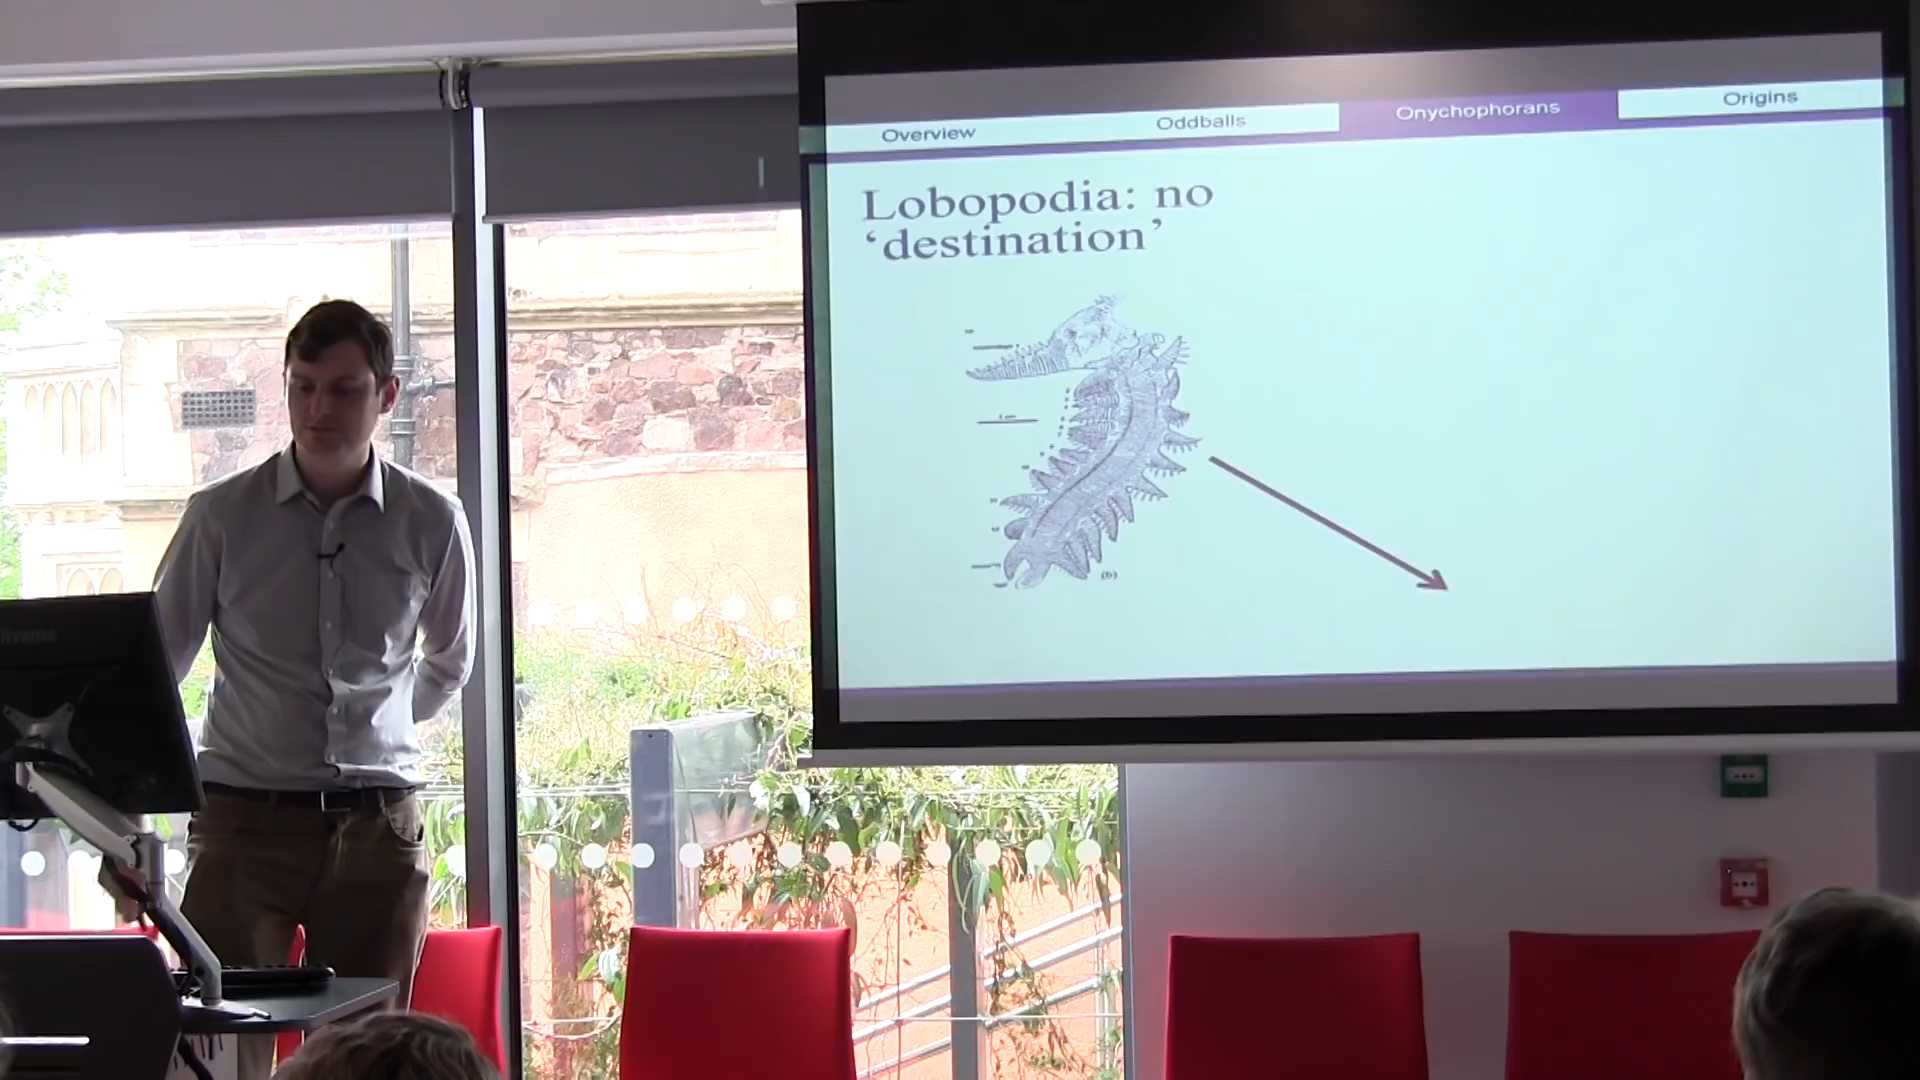 Overview
Oddballs
Onychophorans
Origins
Lobopodia: no
‘destination’
(b)